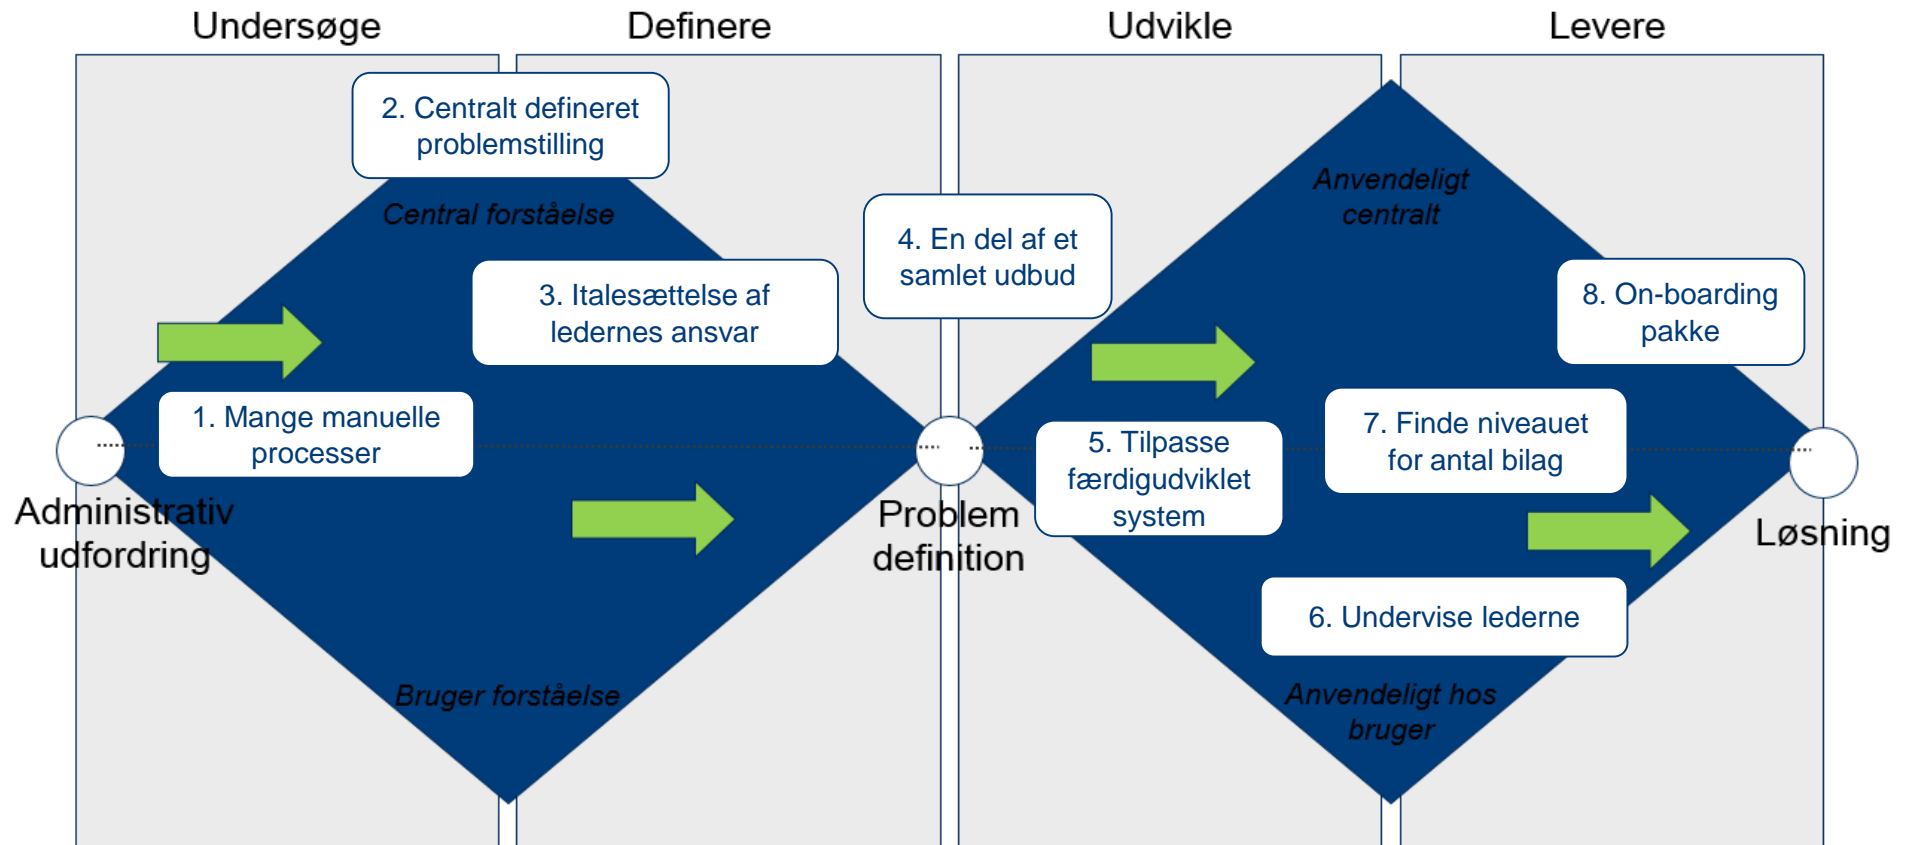 Undersøge
Definere
Udvikle
Levere
2. Centralt defineret
problemstilling
Central forståelse
3. Italesættelse af
ledernes ansvar
1. Mange manuelle
processer
Administrativ
udfordring
Bruger forståelse
4. En del af et
samlet udbud
Problem
definition
Anvendeligt
centralt
5. Tilpasse
færdigudviklet
system
7. Finde niveauet
for antal bilag
8. On-boarding
pakke
6. Undervise lederne
Anvendeligt hos
bruger
Løsning